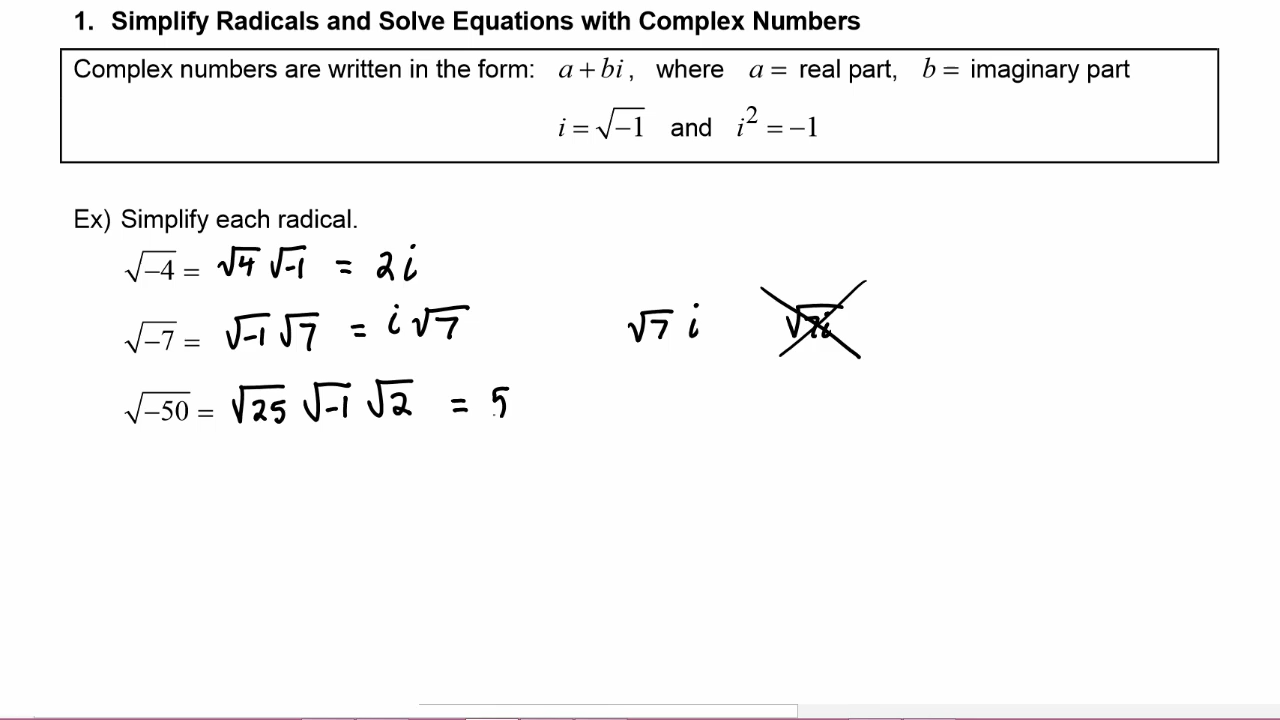 1. Simplify Radicals and Solve Equations with Complex Numbers
Complex numbers are written in the form: a + bi, where a = real part, b = imaginary part
i = √−1 and i² = −1
Ex) Simplify each radical.
√−4 = √4 √-1 = 2i
√−7 = √-1 √7 = i√7 √7 i √7i
√−50 = √25 √-1 √2 = 5